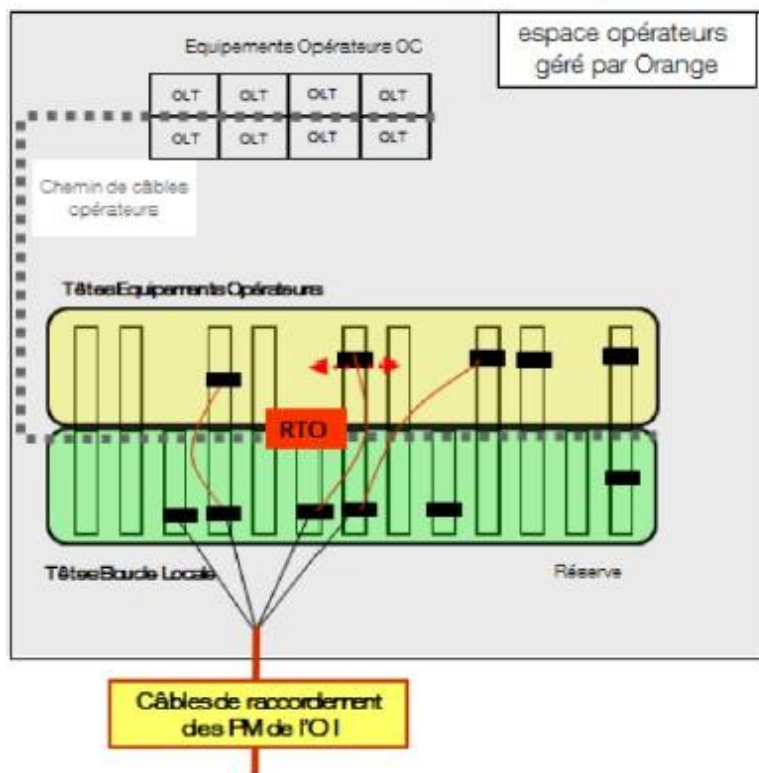 espace opérateurs
géré par Orange
Equipements Opérateurs OC
OLT OLT OLT OLT
OLT OLT OLT OLT
Chemin de câbles
opérateurs
Têtes Equipements Opérateurs
RTO
Têtes Boucle Locale
Réserve
Câbles de raccordement
des PM de l'OI